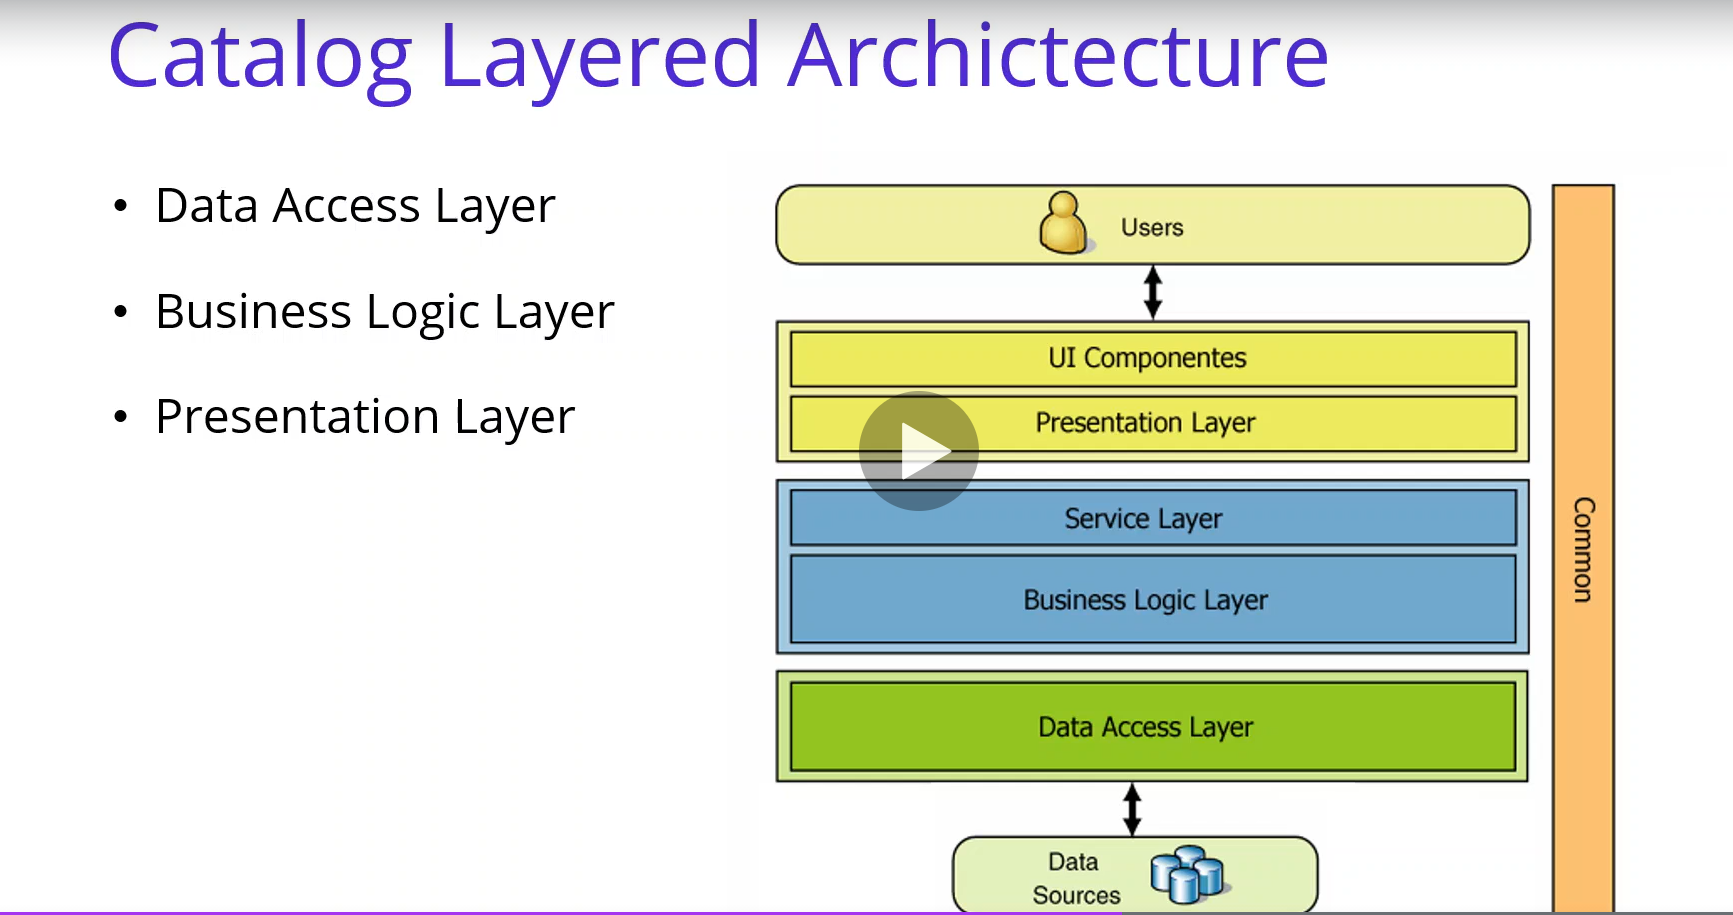 Catalog Layered Archictecture
• Data Access Layer
• Business Logic Layer
• Presentation Layer
Users
UI Componentes
Presentation Layer
Service Layer
Business Logic Layer
Data Access Layer
Data
Sources
Common